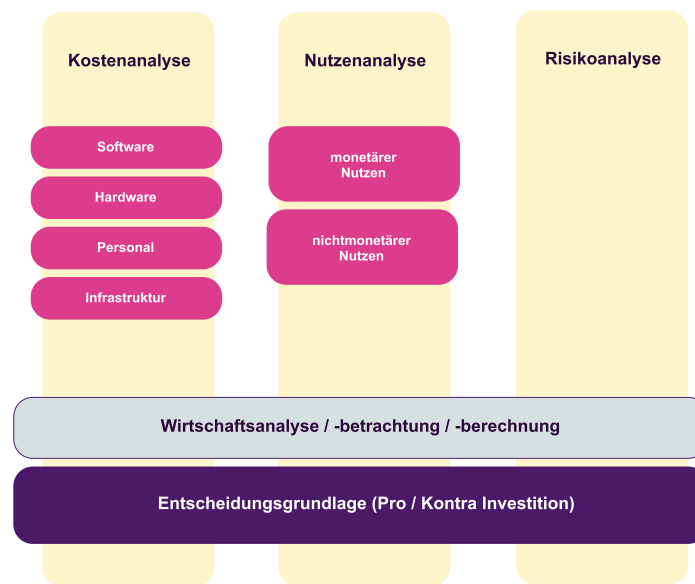 Kostenanalyse
Software
Hardware
Personal
Infrastruktur
Nutzenanalyse
monetärer
Nutzen
nichtmonetärer
Nutzen
Risikoanalyse
Wirtschaftsanalyse / -betrachtung / -berechnung
Entscheidungsgrundlage (Pro / Kontra Investition)